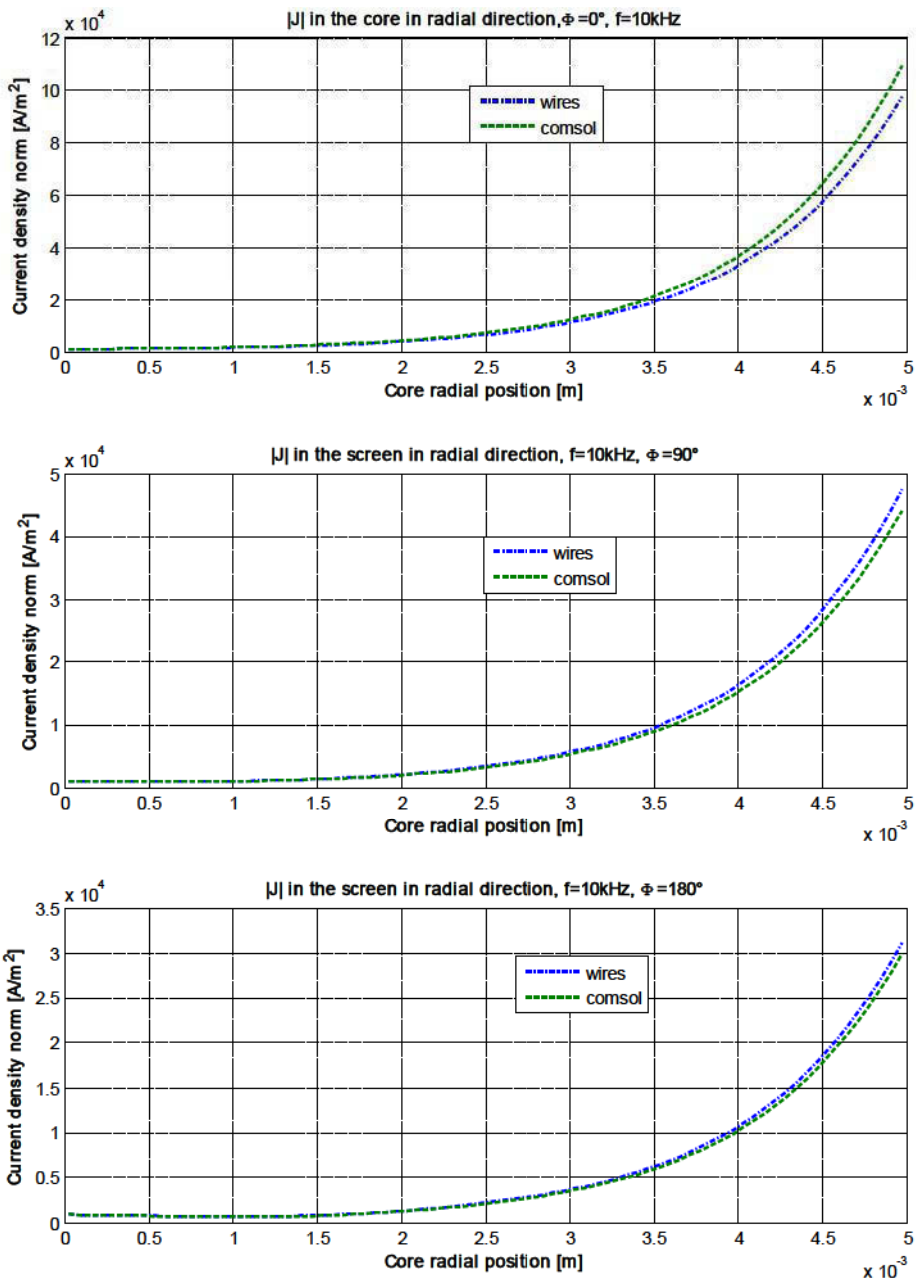 |J| in the core in radial direction,Φ=0°, f=10kHz
x 10^4
12
10
8
6
4
2
0
Current density norm [A/m^2]
wires
comsol
0 0.5 1 1.5 2 2.5 3 3.5 4 4.5 5
Core radial position [m]
x 10^-3
|J| in the screen in radial direction, f=10kHz, Φ=90°
x 10^4
5
4
3
2
1
0
Current density norm [A/m^2]
wires
comsol
0 0.5 1 1.5 2 2.5 3 3.5 4 4.5 5
Core radial position [m]
x 10^-3
|J| in the screen in radial direction, f=10kHz, Φ=180°
x 10^4
3.5
3
2.5
2
1.5
1
0.5
0
Current density norm [A/m^2]
wires
comsol
0 0.5 1 1.5 2 2.5 3 3.5 4 4.5 5
Core radial position [m]
x 10^-3